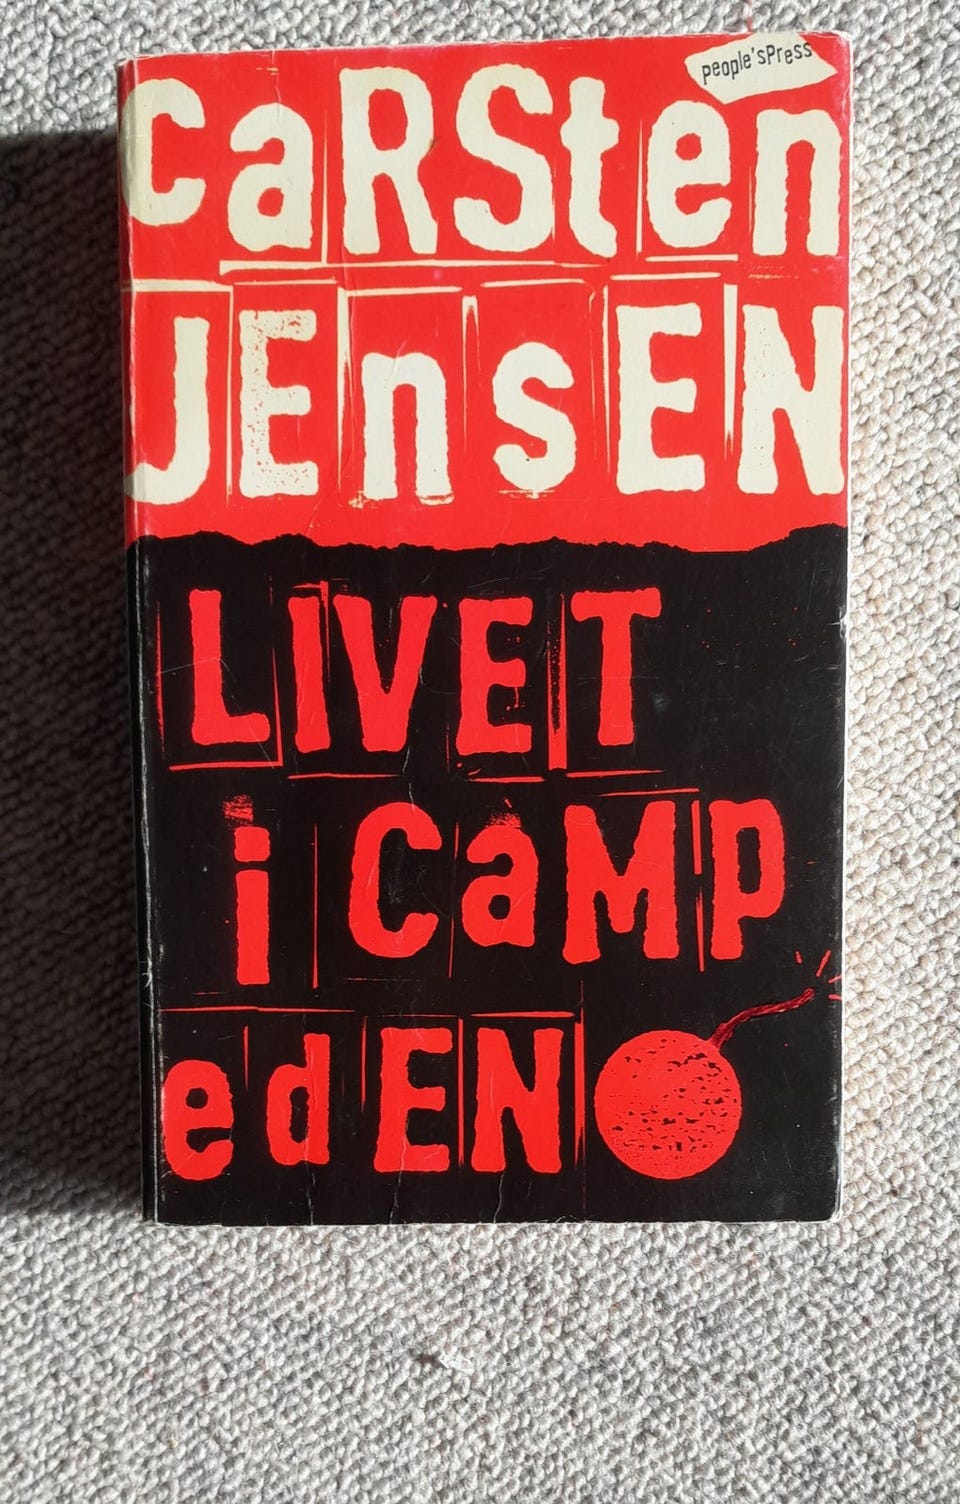 people'sPress
CaRSten
JEnsEN
LIVET
i CaMp
edEN